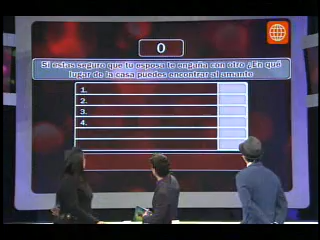 0
Si estas seguro que tu esposa te engaña con otro ¿En qué
lugar de la casa puedes encontrar al amante
1.
2.
3.
4.